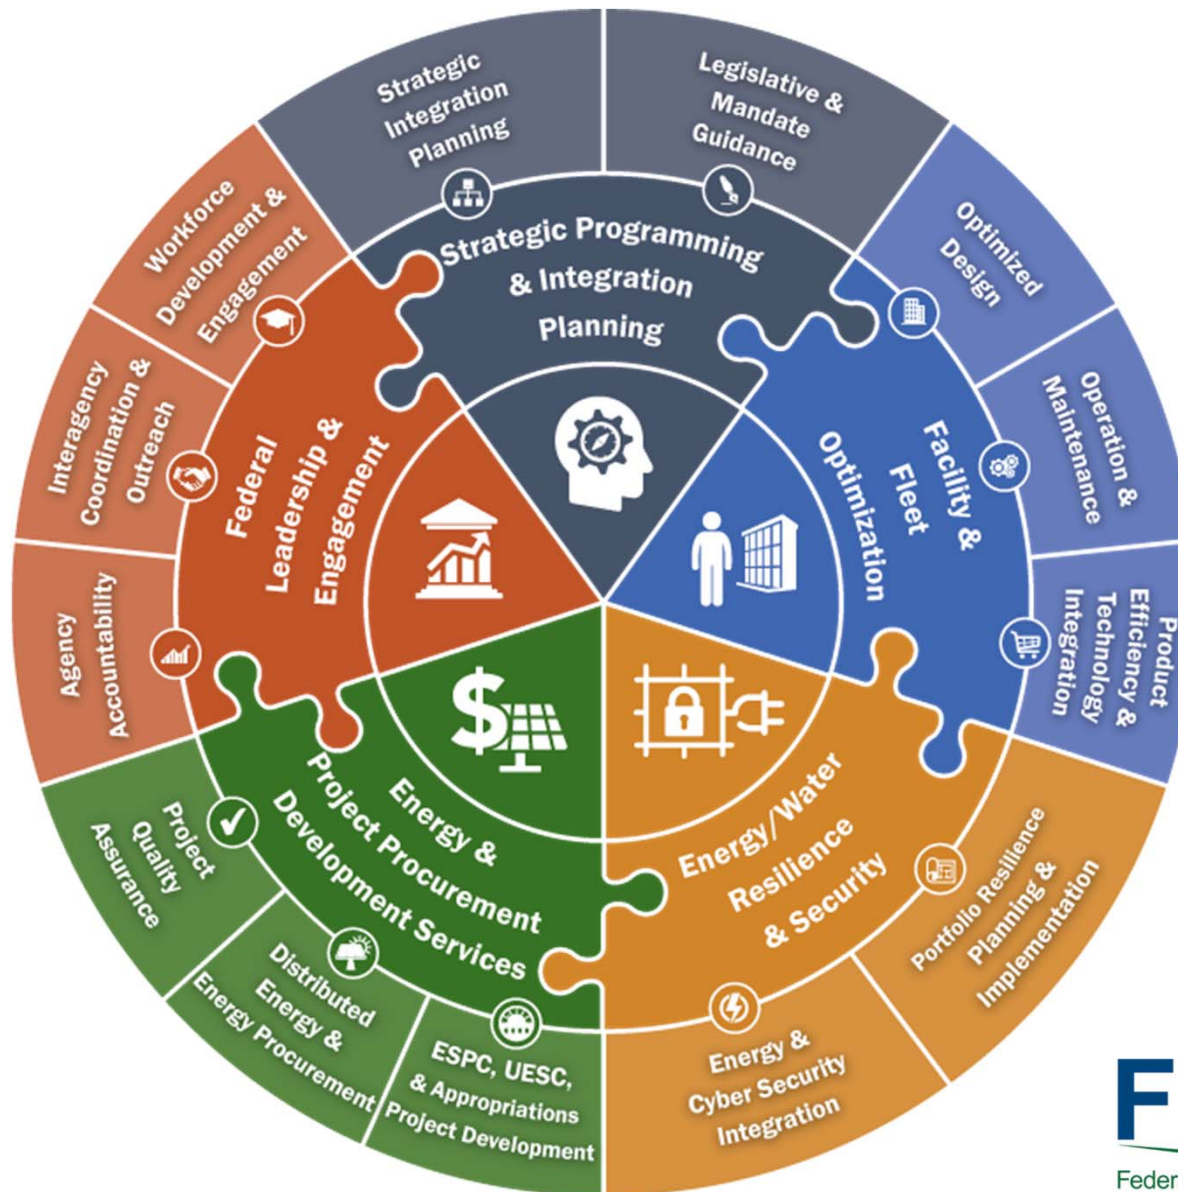 Strategic
Integration
Planning
Legislative &
Mandate
Guidance
Strategic Programming
& Integration
Planning
Optimized
Design
Operation &
Maintenance
Product
Efficiency &
Technology
Integration
Facility &
Fleet
Optimization
Portfolio Resilience
Planning &
Implementation
Energy &
Cyber Security
Integration
Energy/Water
Resilience
& Security
ESPC, UESC,
& Appropriations
Project Development
Distributed
Energy &
Energy Procurement
Project
Quality
Assurance
Energy &
Project Procurement
Development Services
Agency
Accountability
Interagency
Coordination &
Outreach
Workforce
Development &
Engagement
Federal
Leadership &
Engagement
$
F
Feder